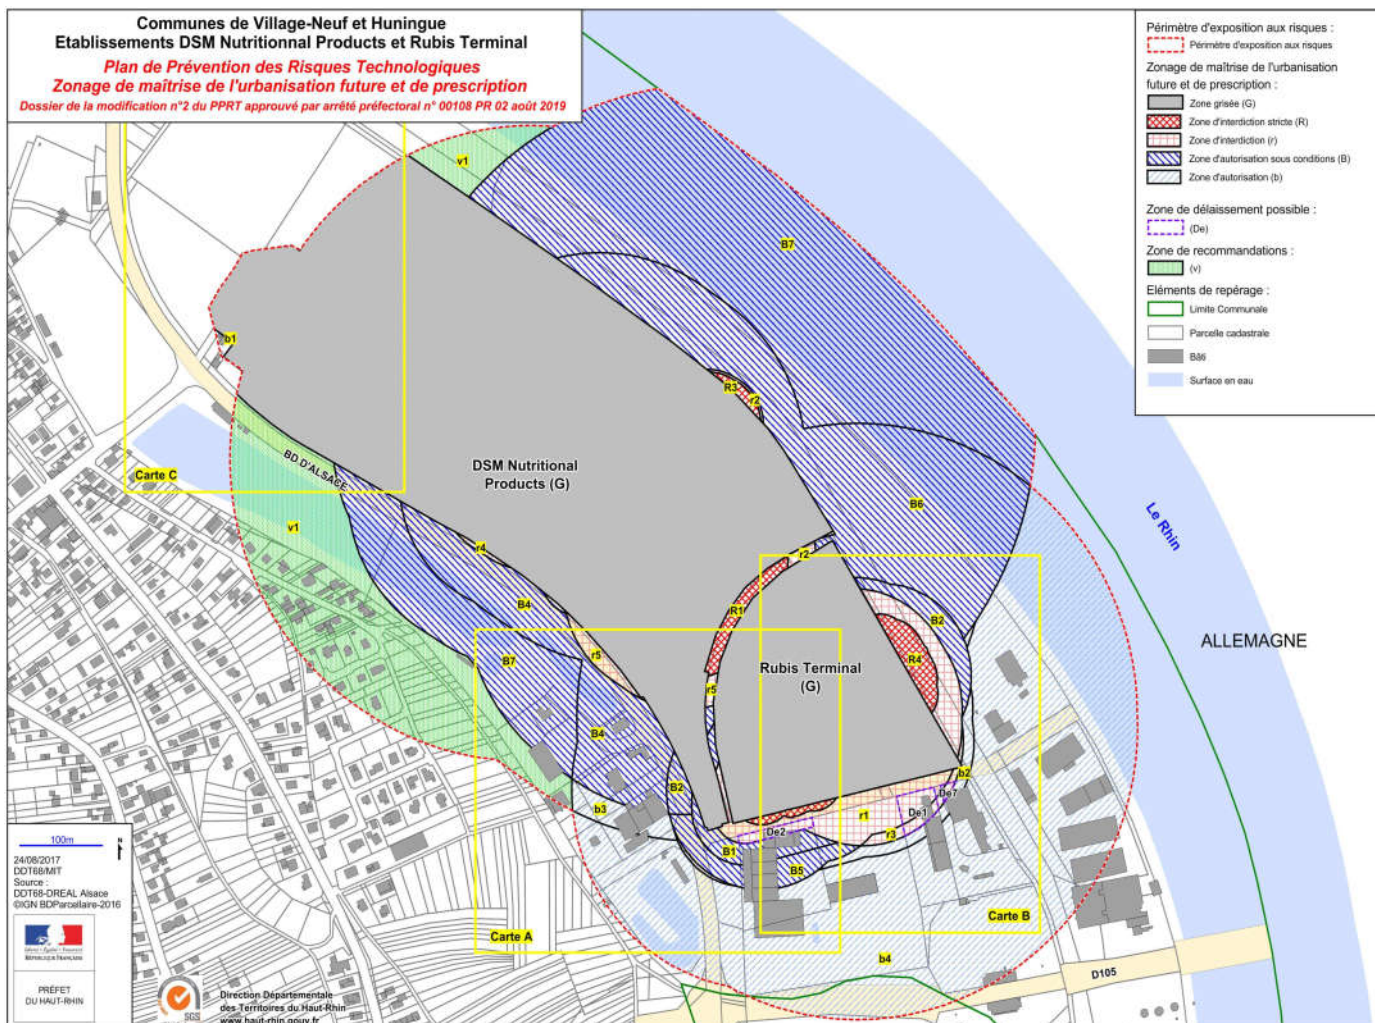 Communes de Village-Neuf et Huningue
Etablissements DSM Nutritionnal Products et Rubis Terminal
Plan de Prévention des Risques Technologiques
Zonage de maîtrise de l'urbanisation future et de prescription
Dossier de la modification n°2 du PPRT approuvé par arrêté préfectoral n° 00108 PR 02 août 2019
Périmètre d'exposition aux risques :
Périmètre d'exposition aux risques
Zonage de maîtrise de l'urbanisation
future et de prescription :
Zone grisée (G)
Zone d'interdiction stricte (R)
Zone d'interdiction (r)
Zone d'autorisation sous conditions (B)
Zone d'autorisation (b)
Zone de délaissement possible :
(De)
Zone de recommandations :
(v)
Eléments de repérage :
Limite Communale
Parcelle cadastrale
Bâti
Surface en eau
v1
B7
b1
R3
r2
DSM Nutritional
Products (G)
BD D'ALSACE
Carte C
v1
B6
Le Rhin
r4
r2
B4
R1
B2
ALLEMAGNE
r5
B7
R4
Rubis Terminal
(G)
r5
B4
B2
b2
De7
b3
r1
De1
De2
r3
B1
B5
Carte B
Carte A
b4
D105
100m
N
24/08/2017
DDT68/MIT
Source :
DDT68-DREAL Alsace
©IGN BDParcellaire-2016
Liberté • Égalité • Fraternité
RÉPUBLIQUE FRANÇAISE
PRÉFET
DU HAUT-RHIN
SGS
Direction Départementale
des Territoires du Haut-Rhin
www.haut-rhin.gouv.fr